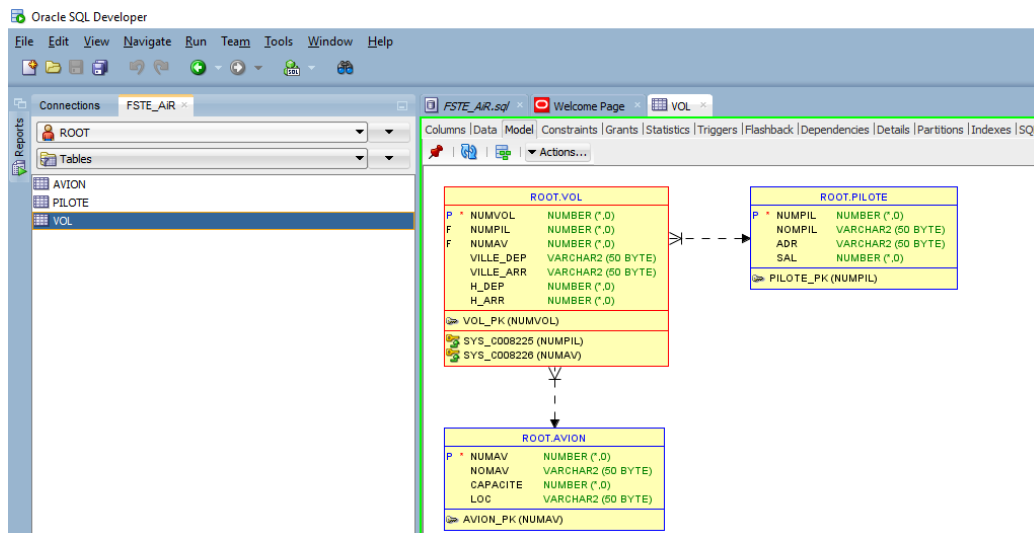 Oracle SQL Developer
File Edit View Navigate Run Team Tools Window Help
SQL
Reports
Connections FSTE_AiR
ROOT
Tables
AVION
PILOTE
VOL
FSTE_AiR.sql Welcome Page VOL
Columns |Data |Model |Constraints |Grants |Statistics |Triggers |Flashback |Dependencies |Details |Partitions |Indexes |SQ
Actions...
ROOT.VOL
P * NUMVOL NUMBER (*,0)
F NUMPIL NUMBER (*,0)
F NUMAV NUMBER (*,0)
VILLE_DEP VARCHAR2 (50 BYTE)
VILLE_ARR VARCHAR2 (50 BYTE)
H_DEP NUMBER (*,0)
H_ARR NUMBER (*,0)
VOL_PK (NUMVOL)
SYS_C008225 (NUMPIL)
SYS_C008226 (NUMAV)
ROOT.PILOTE
P * NUMPIL NUMBER (*,0)
NOMPIL VARCHAR2 (50 BYTE)
ADR VARCHAR2 (50 BYTE)
SAL NUMBER (*,0)
PILOTE_PK (NUMPIL)
ROOT.AVION
P * NUMAV NUMBER (*,0)
NOMAV VARCHAR2 (50 BYTE)
CAPACITE NUMBER (*,0)
LOC VARCHAR2 (50 BYTE)
AVION_PK (NUMAV)